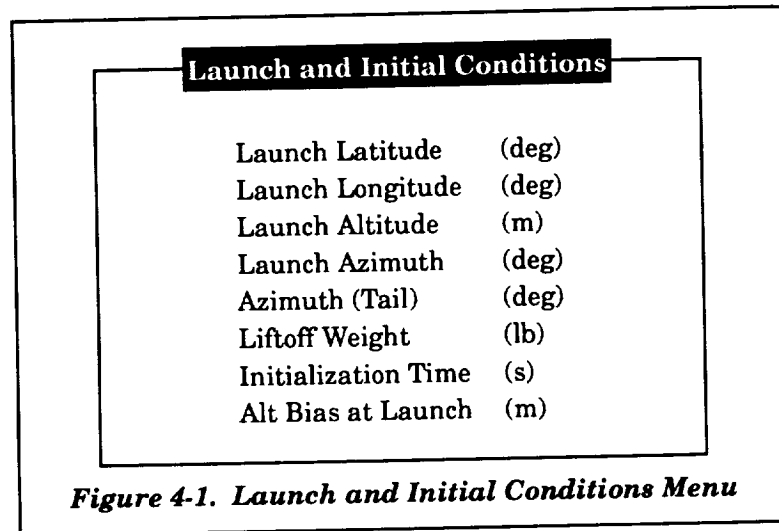 Launch and Initial Conditions
Launch Latitude (deg)
Launch Longitude (deg)
Launch Altitude (m)
Launch Azimuth (deg)
Azimuth (Tail) (deg)
Liftoff Weight (lb)
Initialization Time (s)
Alt Bias at Launch (m)
Figure 4-1. Launch and Initial Conditions Menu